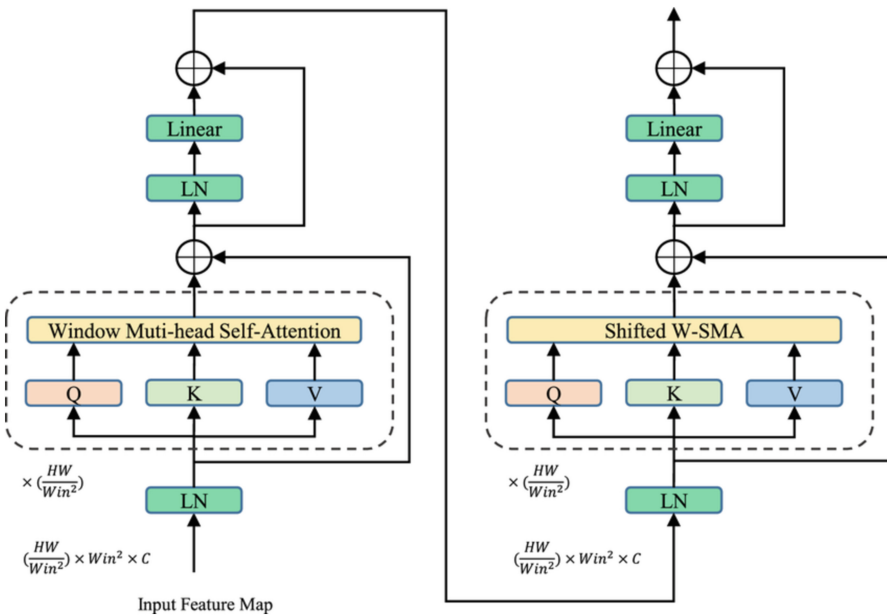 Linear
LN
Window Muti-head Self-Attention
Q
K
V
× (HW/Win²)
LN
(HW/Win²) × Win² × C
Input Feature Map
Linear
LN
Shifted W-SMA
Q
K
V
× (HW/Win²)
LN
(HW/Win²) × Win² × C